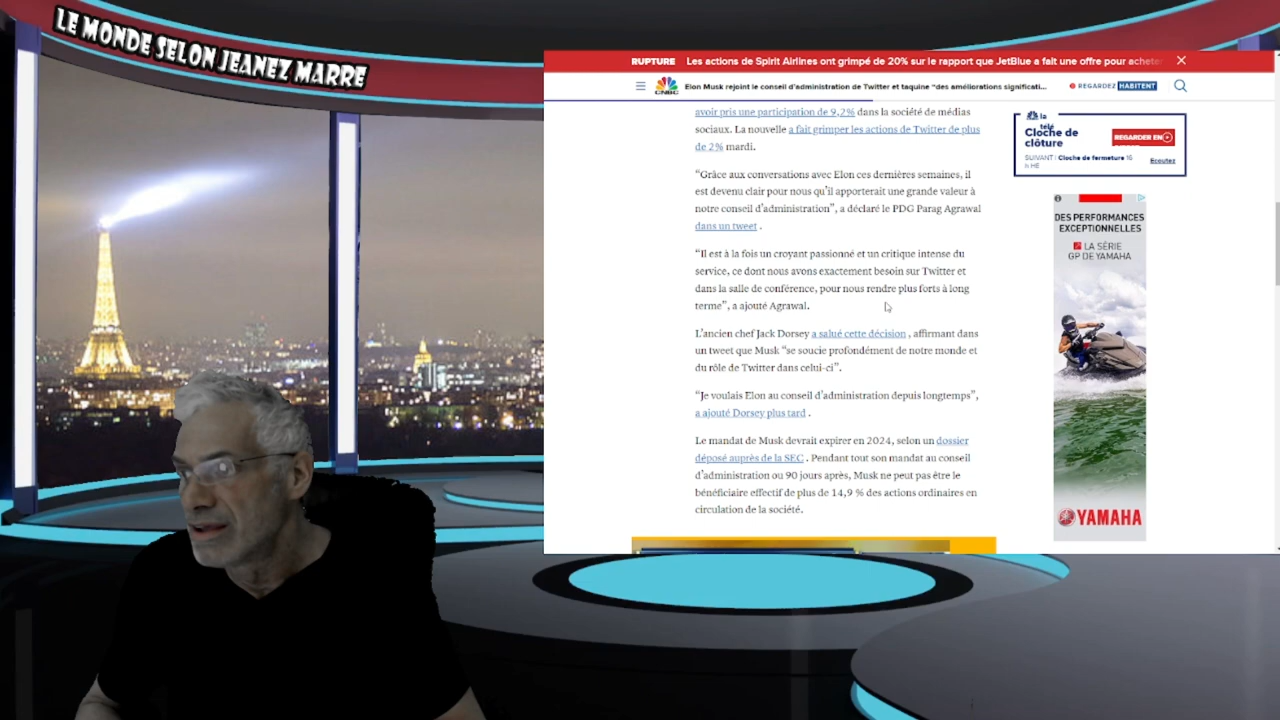 LE MONDE SELON JEANEZ MARRE
RUPTURE Les actions de Spirit Airlines ont grimpé de 20% sur le rapport que JetBlue a fait une offre pour acheter
CNBC Elon Musk rejoint le conseil d'administration de Twitter et taquine "des améliorations significati...
REGARDEZ HABITENT
avoir pris une participation de 9,2% dans la société de médias
sociaux. La nouvelle a fait grimper les actions de Twitter de plus
de 2% mardi.
"Grâce aux conversations avec Elon ces dernières semaines, il
est devenu clair pour nous qu'il apporterait une grande valeur à
notre conseil d'administration", a déclaré le PDG Parag Agrawal
dans un tweet .
"Il est à la fois un croyant passionné et un critique intense du
service, ce dont nous avons exactement besoin sur Twitter et
dans la salle de conférence, pour nous rendre plus forts à long
terme", a ajouté Agrawal.
L'ancien chef Jack Dorsey a salué cette décision , affirmant dans
un tweet que Musk "se soucie profondément de notre monde et
du rôle de Twitter dans celui-ci".
"Je voulais Elon au conseil d'administration depuis longtemps",
a ajouté Dorsey plus tard .
Le mandat de Musk devrait expirer en 2024, selon un dossier
déposé auprès de la SEC . Pendant tout son mandat au conseil
d'administration ou 90 jours après, Musk ne peut pas être le
bénéficiaire effectif de plus de 14,9 % des actions ordinaires en
circulation de la société.
la
télé
Cloche de
clôture
REGARDER EN
SUIVANT : Cloche de fermeture 16
h HE
Ecoutez
DES PERFORMANCES
EXCEPTIONNELLES
LA SÉRIE
GP DE YAMAHA
YAMAHA